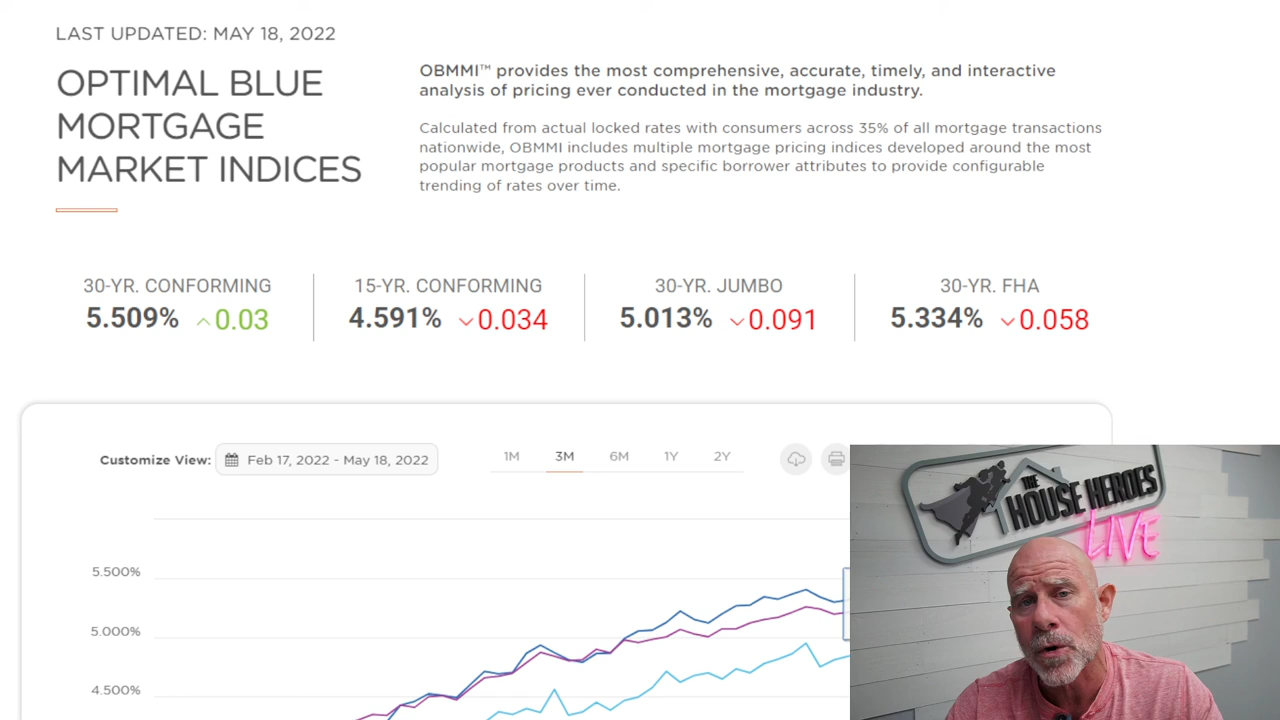 LAST UPDATED: MAY 18, 2022
OPTIMAL BLUE
MORTGAGE
MARKET INDICES
OBMMI™ provides the most comprehensive, accurate, timely, and interactive
analysis of pricing ever conducted in the mortgage industry.
Calculated from actual locked rates with consumers across 35% of all mortgage transactions
nationwide, OBMMI includes multiple mortgage pricing indices developed around the most
popular mortgage products and specific borrower attributes to provide configurable
trending of rates over time.
30-YR. CONFORMING
5.509% 0.03
15-YR. CONFORMING
4.591% 0.034
30-YR. JUMBO
5.013% 0.091
30-YR. FHA
5.334% 0.058
Customize View: Feb 17, 2022 - May 18, 2022
1M 3M 6M 1Y 2Y
5.500%
5.000%
4.500%
THE
HOUSE HEROES
LIVE